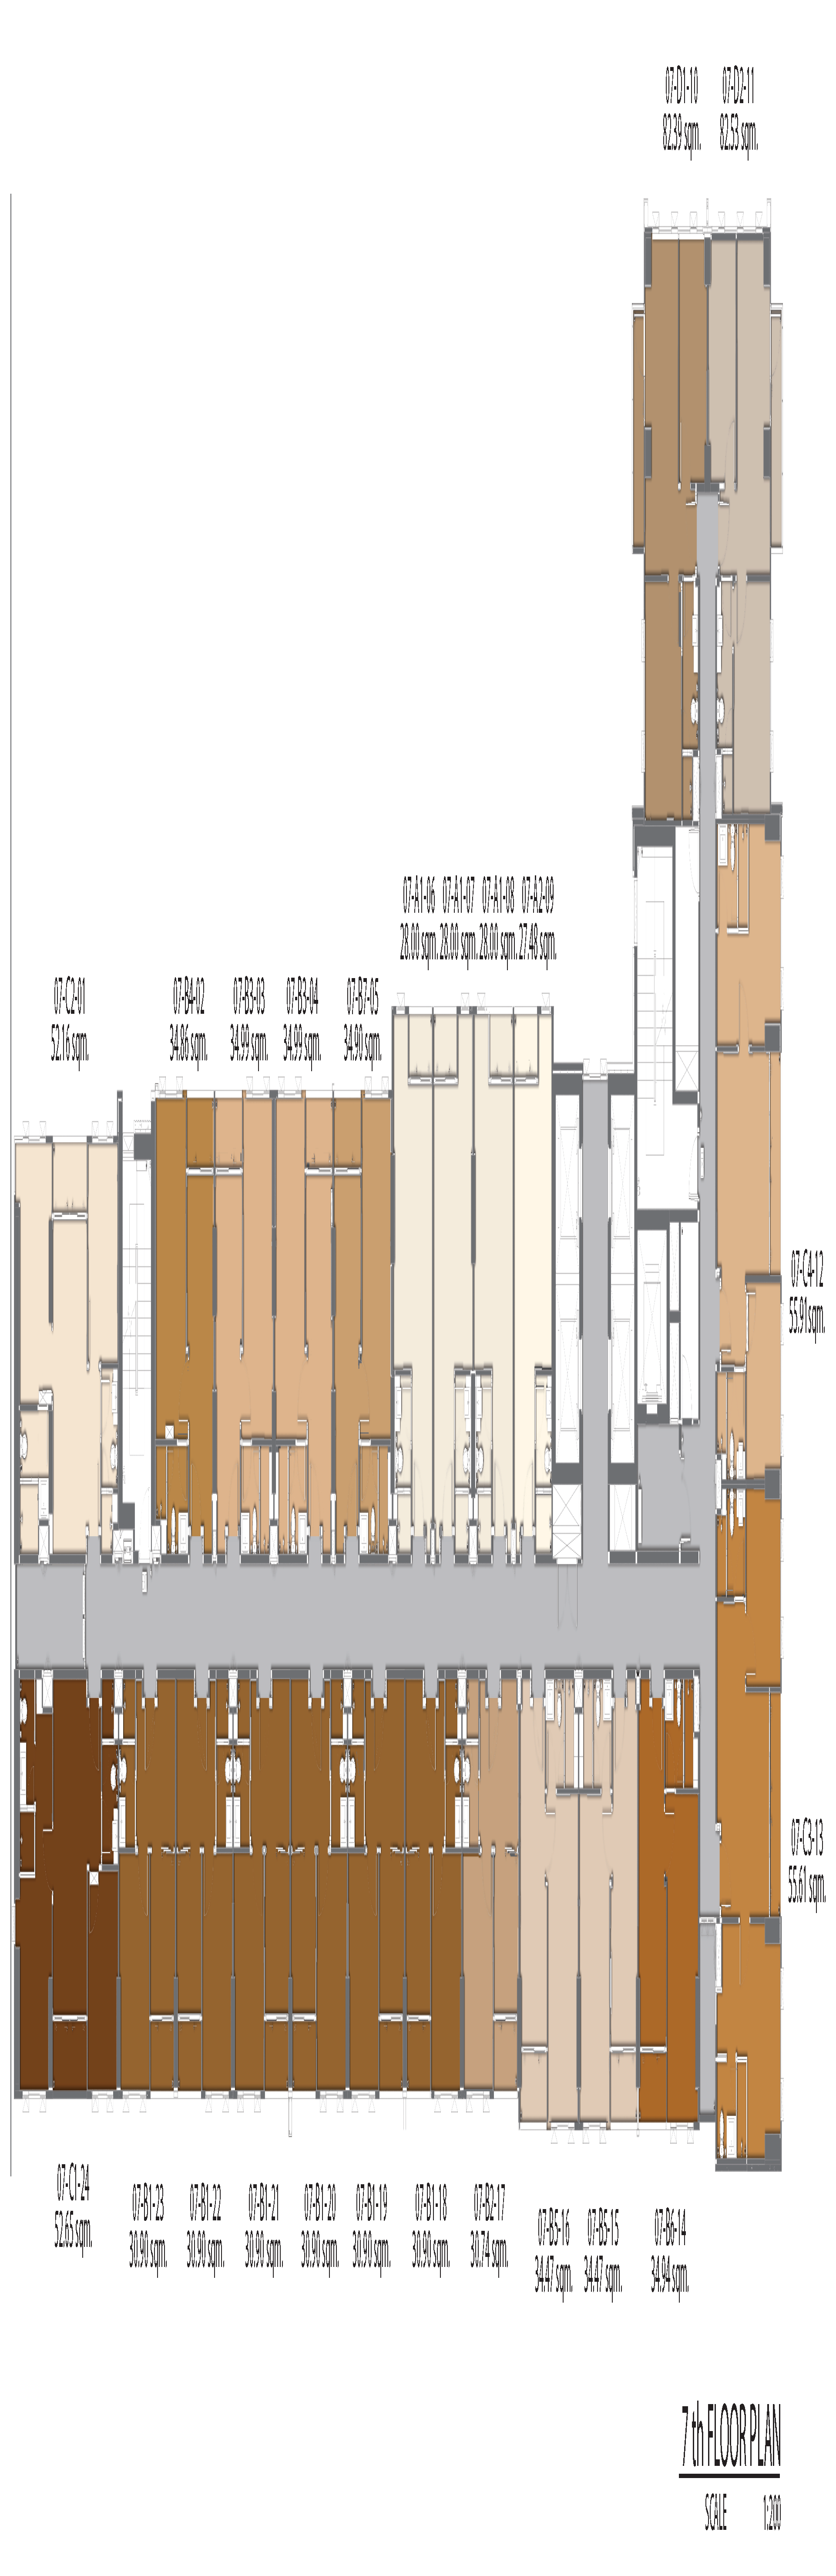 07-D1-10
82.39 sqm.
07-D2-11
82.53 sqm.
07-A1-06
28.00 sqm.
07-A1-07
28.00 sqm.
07-A1-08
28.00 sqm.
07-A2-09
27.48 sqm.
07-C2-01
52.16 sqm.
07-B4-02
34.86 sqm.
07-B3-03
34.99 sqm.
07-B3-04
34.99 sqm.
07-B7-05
34.90 sqm.
07-C4-12
55.91sqm.
07-C3-13
55.61 sqm.
07-C1-24
52.65 sqm.
07-B1-23
30.90 sqm.
07-B1-22
30.90 sqm.
07-B1-21
30.90 sqm.
07-B1-20
30.90 sqm.
07-B1-19
30.90 sqm.
07-B1-18
30.90 sqm.
07-B2-17
30.74 sqm.
07-B5-16
34.47 sqm.
07-B5-15
34.47 sqm.
07-B6-14
34.94 sqm.
7 th FLOOR PLAN
SCALE 1:200